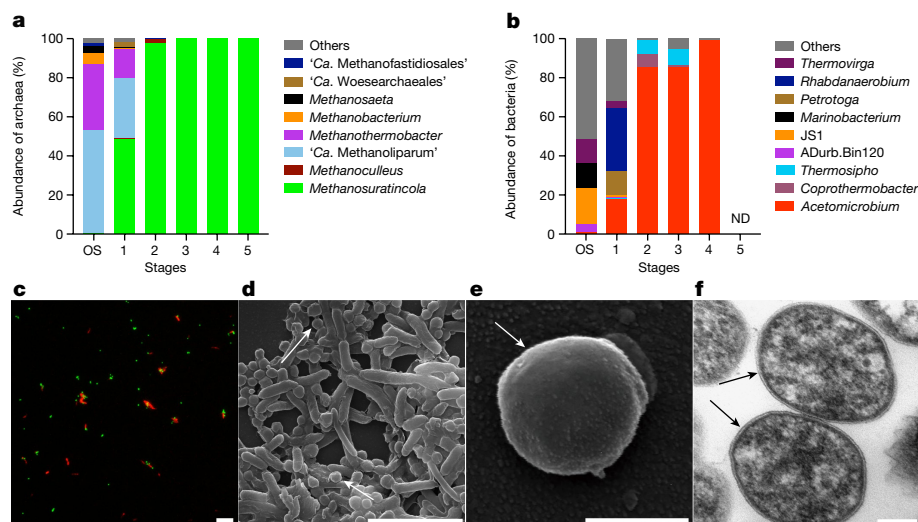 a
Abundance of archaea (%)
100
80
60
40
20
0
OS 1 2 3 4 5
Stages
Others
‘Ca. Methanofastidiosales’
‘Ca. Woesearchaeales’
Methanosaeta
Methanobacterium
Methanothermobacter
‘Ca. Methanoliparum’
Methanoculleus
Methanosuratincola
b
Abundance of bacteria (%)
100
80
60
40
20
0
ND
OS 1 2 3 4 5
Stages
Others
Thermovirga
Rhabdanaerobium
Petrotoga
Marinobacterium
JS1
ADurb.Bin120
Thermosipho
Coprothermobacter
Acetomicrobium
c
d
e
f